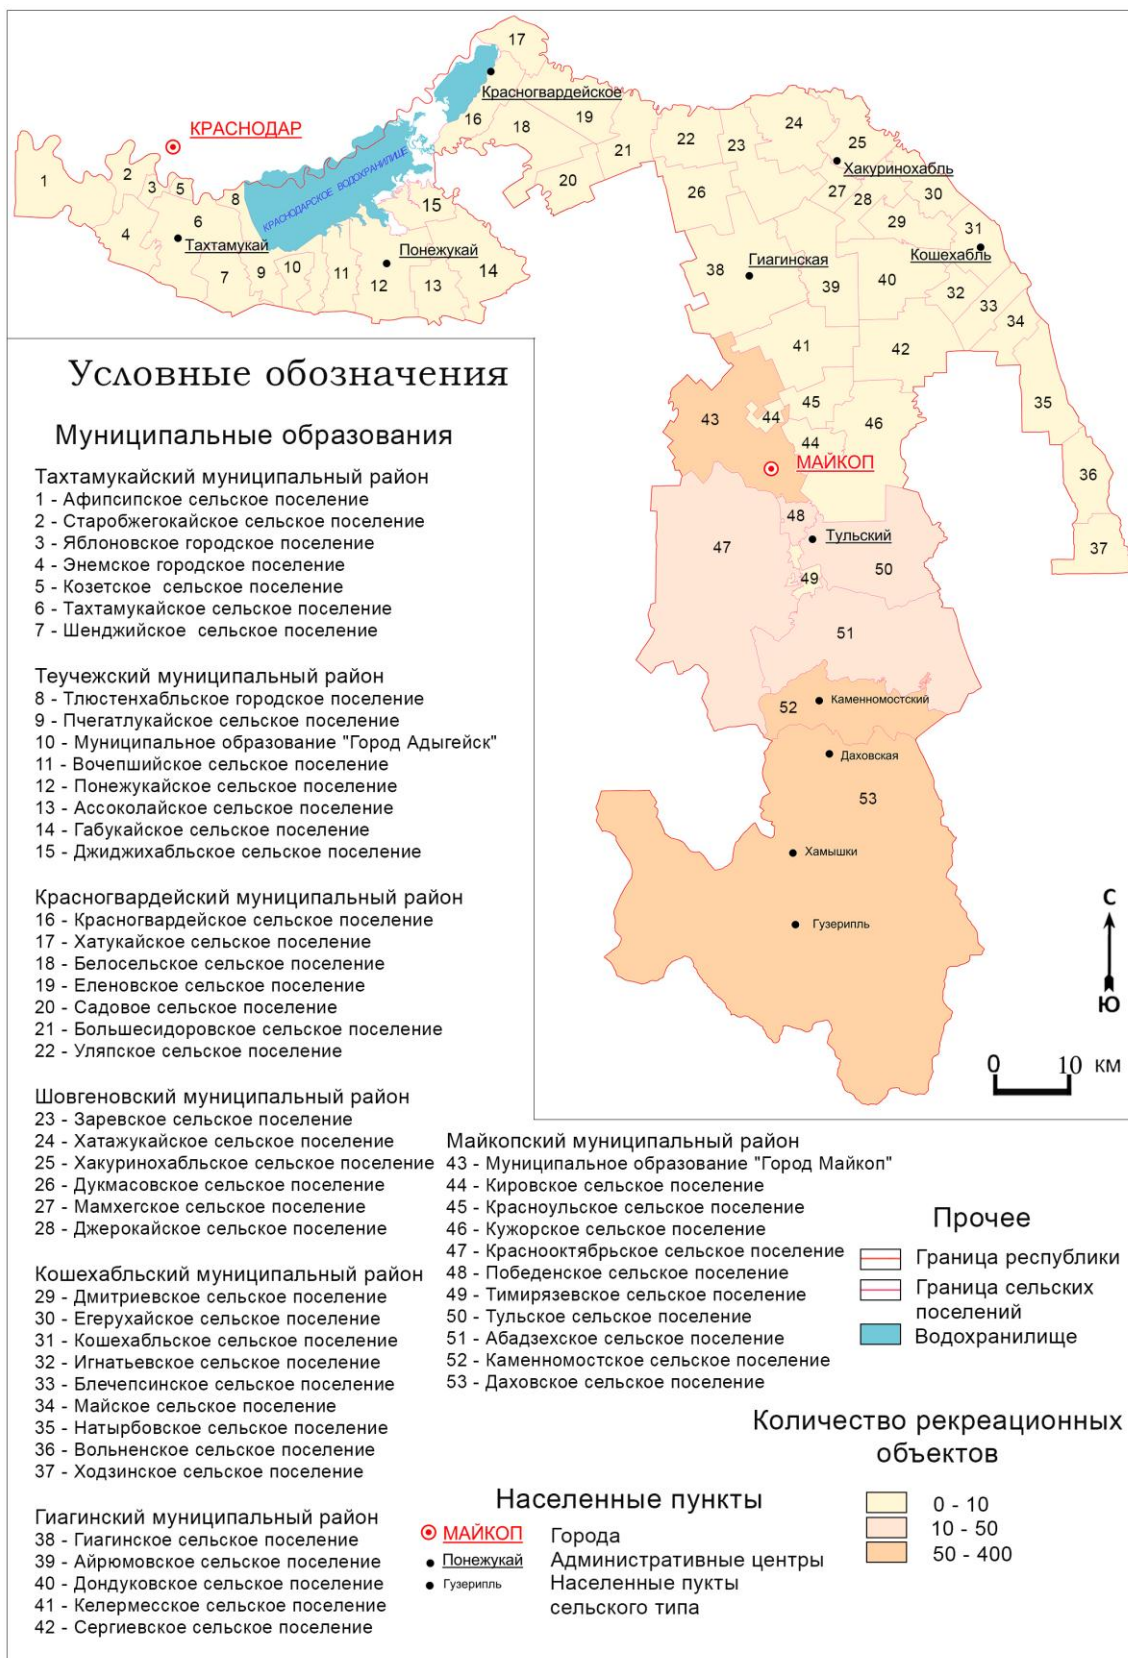 17
Красногвардейское
КРАСНОДАР
16
18
19
24
22
23
25
21
Хакуринохабль
1
2
3
5
8
КРАСНОДАРСКОЕ ВОДОХРАНИЛИЩЕ
20
26
27
28
30
15
6
29
31
4
Тахтамукай
Понежукай
Гиагинская
Кошехабль
7
9
10
11
12
13
14
38
39
40
32
33
34
41
42
Условные обозначения
43
44
45
46
35
44
МАЙКОП
36
48
Тульский
37
47
49
50
51
52
Каменномостский
Даховская
53
Хамышки
Гузерипль
С
Ю
0 10 км
Муниципальные образования
Тахтамукайский муниципальный район
1 - Афипсипское сельское поселение
2 - Старобжегокайское сельское поселение
3 - Яблоновское городское поселение
4 - Энемское городское поселение
5 - Козетское сельское поселение
6 - Тахтамукайское сельское поселение
7 - Шенджийское сельское поселение
Теучежский муниципальный район
8 - Тлюстенхабльское городское поселение
9 - Пчегатлукайское сельское поселение
10 - Муниципальное образование "Город Адыгейск"
11 - Вочепшийское сельское поселение
12 - Понежукайское сельское поселение
13 - Ассоколайское сельское поселение
14 - Габукайское сельское поселение
15 - Джиджихабльское сельское поселение
Красногвардейский муниципальный район
16 - Красногвардейское сельское поселение
17 - Хатукайское сельское поселение
18 - Белосельское сельское поселение
19 - Еленовское сельское поселение
20 - Садовое сельское поселение
21 - Большесидоровское сельское поселение
22 - Уляпское сельское поселение
Шовгеновский муниципальный район
23 - Заревское сельское поселение
24 - Хатажукайское сельское поселение
25 - Хакуринохабльское сельское поселение
26 - Дукмасовское сельское поселение
27 - Мамхегское сельское поселение
28 - Джерокайское сельское поселение
Кошехабльский муниципальный район
29 - Дмитриевское сельское поселение
30 - Егерухайское сельское поселение
31 - Кошехабльское сельское поселение
32 - Игнатьевское сельское поселение
33 - Блечепсинское сельское поселение
34 - Майское сельское поселение
35 - Натырбовское сельское поселение
36 - Вольненское сельское поселение
37 - Ходзинское сельское поселение
Гиагинский муниципальный район
38 - Гиагинское сельское поселение
39 - Айрюмовское сельское поселение
40 - Дондуковское сельское поселение
41 - Келермесское сельское поселение
42 - Сергиевское сельское поселение
Майкопский муниципальный район
43 - Муниципальное образование "Город Майкоп"
44 - Кировское сельское поселение
45 - Красноульское сельское поселение
46 - Кужорское сельское поселение
47 - Краснооктябрьское сельское поселение
48 - Победенское сельское поселение
49 - Тимирязевское сельское поселение
50 - Тульское сельское поселение
51 - Абадзехское сельское поселение
52 - Каменномостское сельское поселение
53 - Даховское сельское поселение
Прочее
Граница республики
Граница сельских
поселений
Водохранилище
Населенные пункты
МАЙКОП Города
Понежукай Административные центры
Гузерипль Населенные пукты
сельского типа
Количество рекреационных
объектов
0 - 10
10 - 50
50 - 400